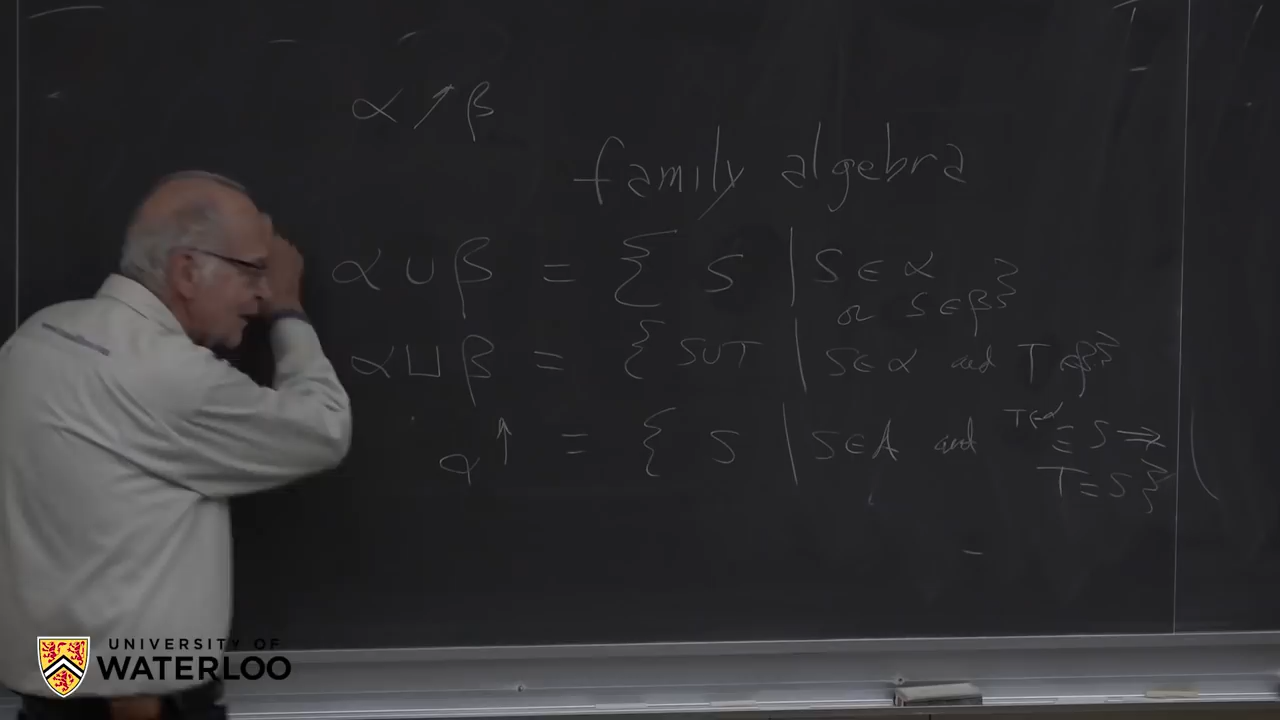 α ↗ β
family algebra
α ∪ β = { S | S ∈ α
or S ∈ β }
α ⊔ β = { S∪T | S ∈ α and T ∈ β }
α↑ = { S | S ∈ A and T∈α ⊆ S ⇒
T = S }
UNIVERSITY OF
WATERLOO